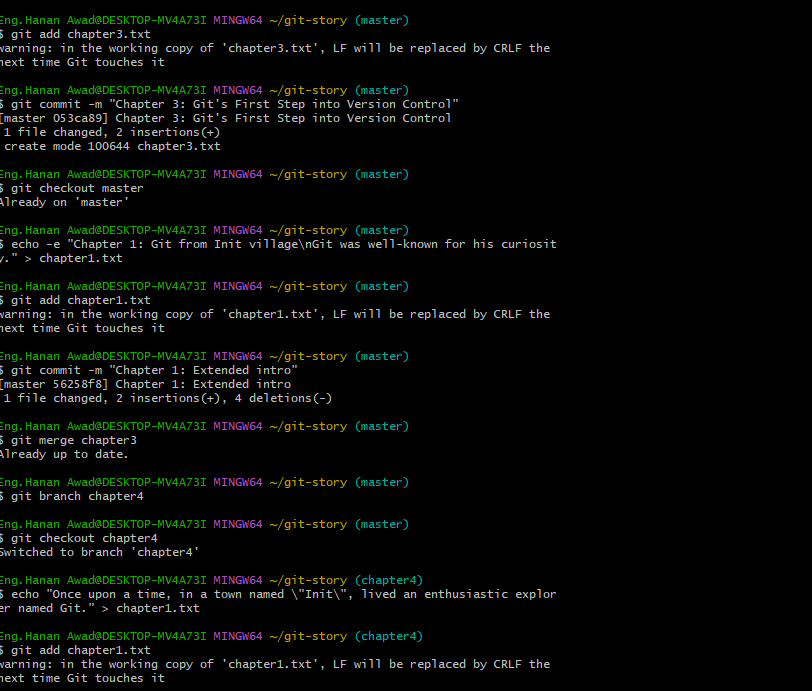 Eng.Hanan Awad@DESKTOP-MV4A73I MINGW64 ~/git-story (master)
$ git add chapter3.txt
warning: in the working copy of 'chapter3.txt', LF will be replaced by CRLF the
next time Git touches it
Eng.Hanan Awad@DESKTOP-MV4A73I MINGW64 ~/git-story (master)
$ git commit -m "Chapter 3: Git's First Step into Version Control"
[master 053ca89] Chapter 3: Git's First Step into Version Control
1 file changed, 2 insertions(+)
create mode 100644 chapter3.txt
Eng.Hanan Awad@DESKTOP-MV4A73I MINGW64 ~/git-story (master)
$ git checkout master
Already on 'master'
Eng.Hanan Awad@DESKTOP-MV4A73I MINGW64 ~/git-story (master)
$ echo -e "Chapter 1: Git from Init village\nGit was well-known for his curiosit
y." > chapter1.txt
Eng.Hanan Awad@DESKTOP-MV4A73I MINGW64 ~/git-story (master)
$ git add chapter1.txt
warning: in the working copy of 'chapter1.txt', LF will be replaced by CRLF the
next time Git touches it
Eng.Hanan Awad@DESKTOP-MV4A73I MINGW64 ~/git-story (master)
$ git commit -m "Chapter 1: Extended intro"
[master 56258f8] Chapter 1: Extended intro
1 file changed, 2 insertions(+), 4 deletions(-)
Eng.Hanan Awad@DESKTOP-MV4A73I MINGW64 ~/git-story (master)
$ git merge chapter3
Already up to date.
Eng.Hanan Awad@DESKTOP-MV4A73I MINGW64 ~/git-story (master)
$ git branch chapter4
Eng.Hanan Awad@DESKTOP-MV4A73I MINGW64 ~/git-story (master)
$ git checkout chapter4
Switched to branch 'chapter4'
Eng.Hanan Awad@DESKTOP-MV4A73I MINGW64 ~/git-story (chapter4)
$ echo "Once upon a time, in a town named \"Init\", lived an enthusiastic explor
er named Git." > chapter1.txt
Eng.Hanan Awad@DESKTOP-MV4A73I MINGW64 ~/git-story (chapter4)
$ git add chapter1.txt
warning: in the working copy of 'chapter1.txt', LF will be replaced by CRLF the
next time Git touches it